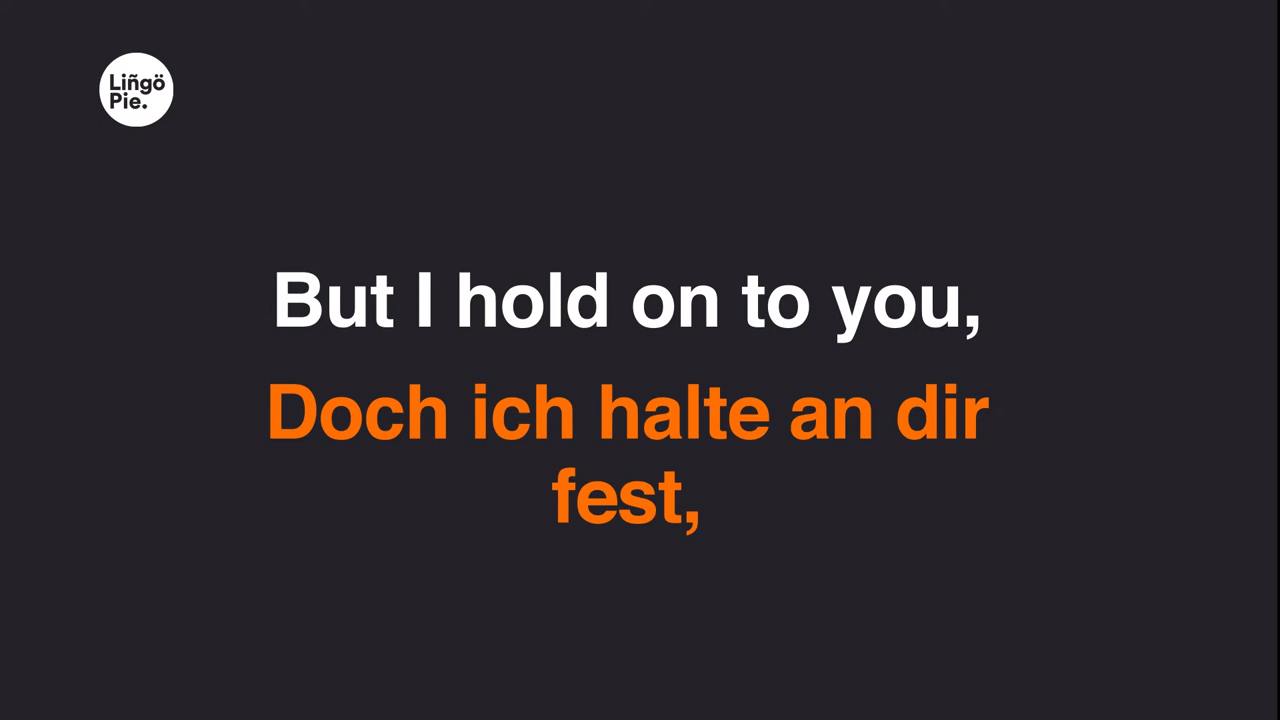 Liñgö
Pie.
But I hold on to you,
Doch ich halte an dir
fest,